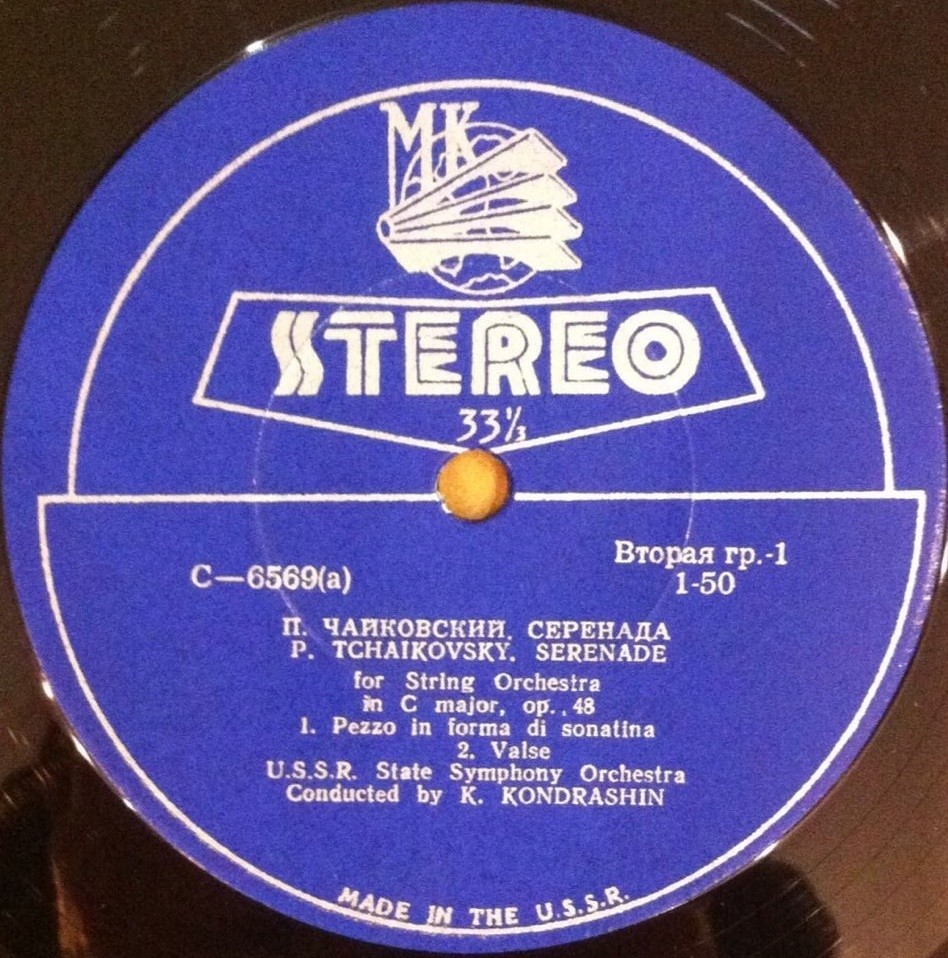 МК
STEREO
33⅓
С—6569(а)
Вторая гр.-1
1-50
П. ЧАЙКОВСКИЙ. СЕРЕНАДА
P. TCHAIKOVSKY. SERENADE
for String Orchestra
in C major, op. 48
1. Pezzo in forma di sonatina
2. Valse
U.S.S.R. State Symphony Orchestra
Conducted by K. KONDRASHIN
MADE IN THE U.S.S.R.